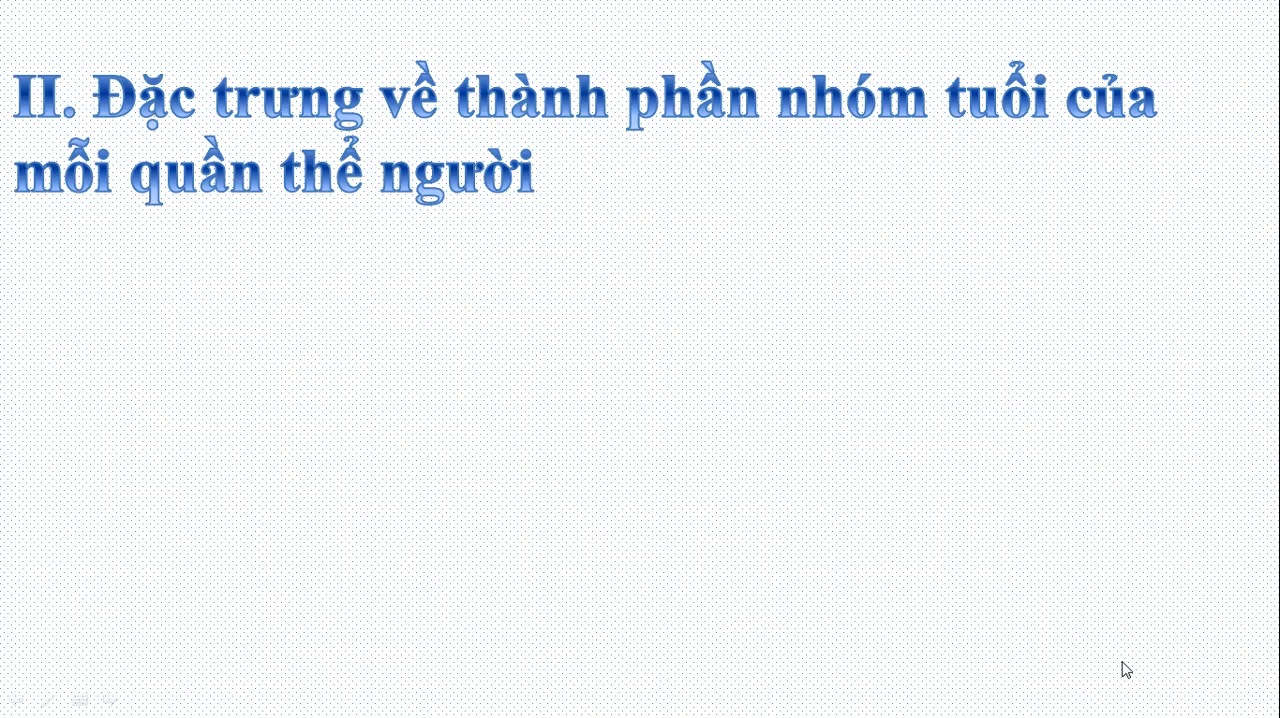 II. Đặc trưng về thành phần nhóm tuổi của
mỗi quần thể người